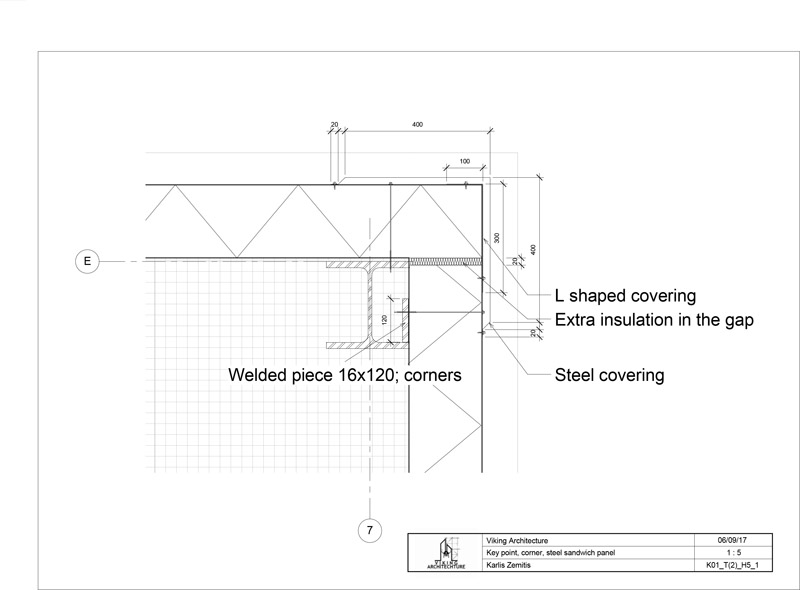 20
400
100
300
400
20
E
L shaped covering
120
Extra insulation in the gap
20
Welded piece 16x120; corners
Steel covering
7
Viking Architecture
06/09/17
Key point, corner, steel sandwich panel
1 : 5
VIKING
ARCHITECHTURE
Karlis Zemitis
K01_T(2)_H5_1